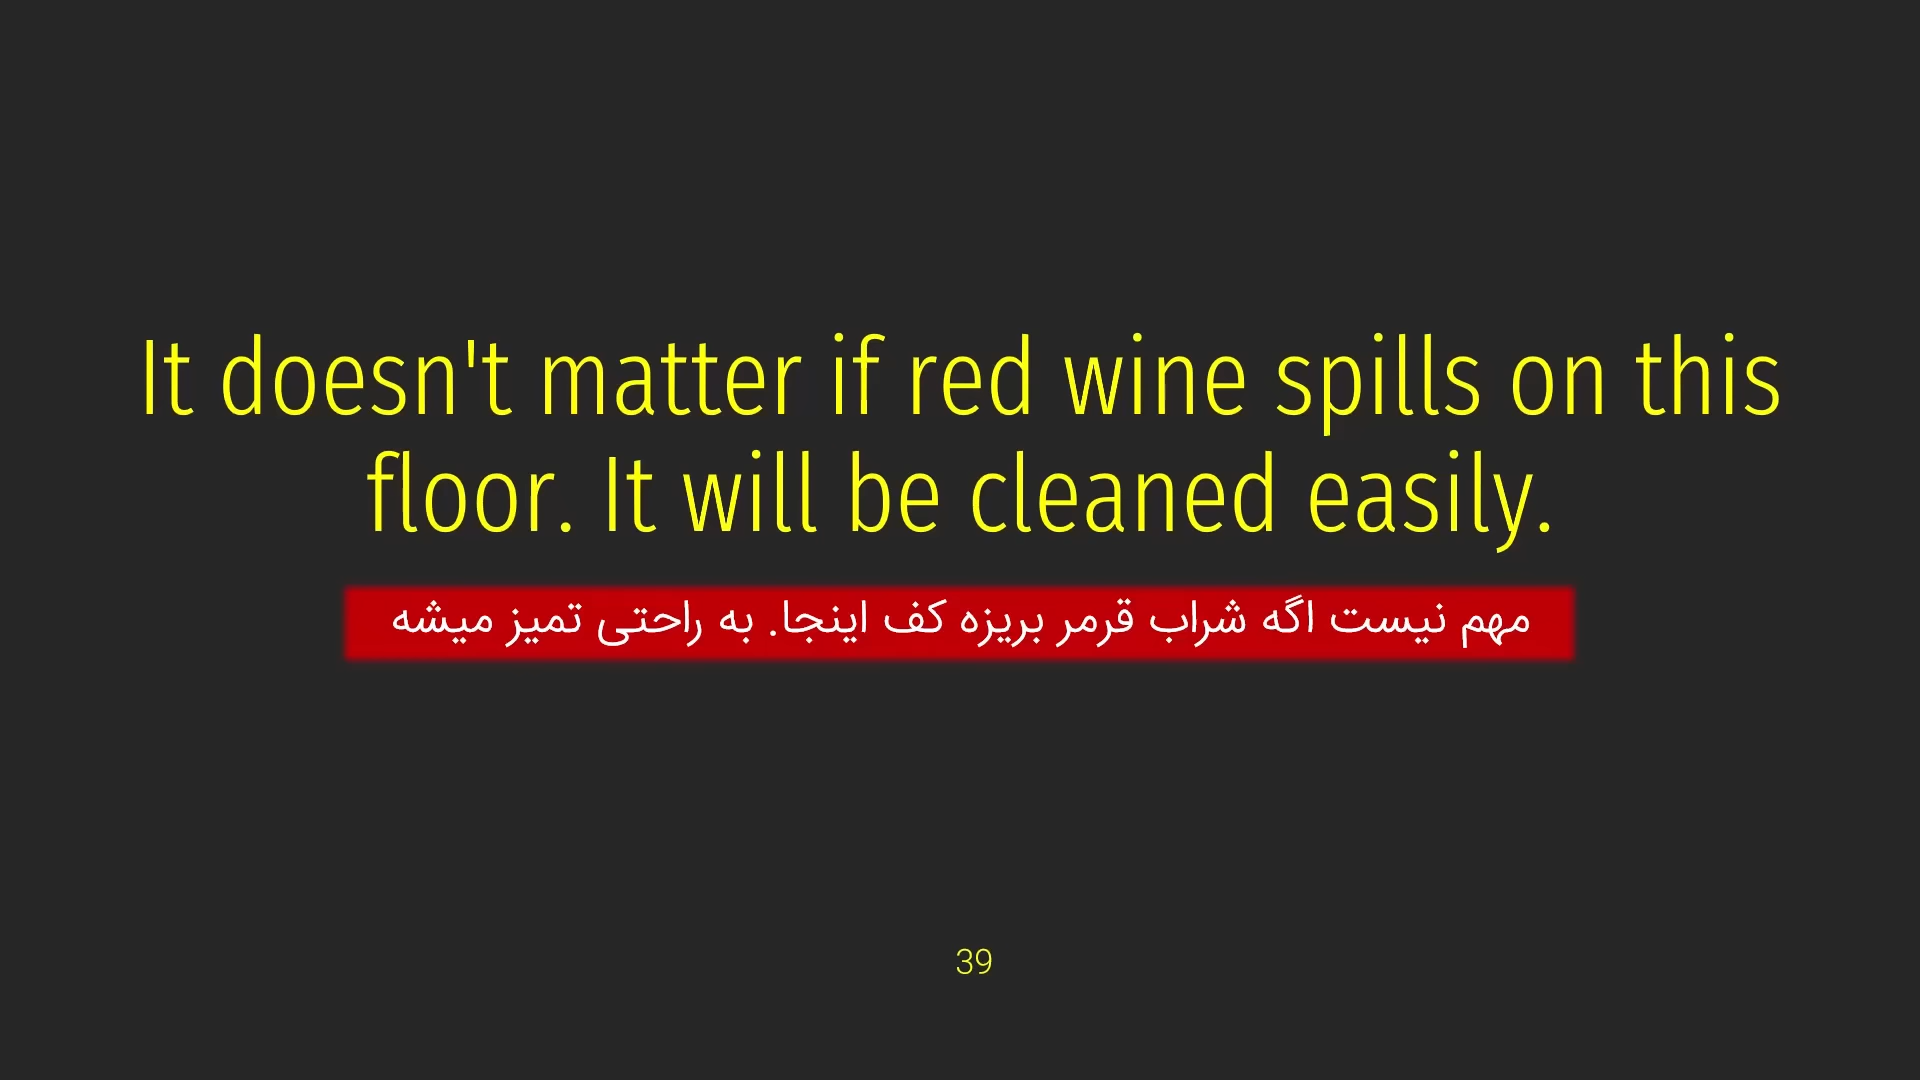 It doesn't matter if red wine spills on this
floor. It will be cleaned easily.
مهم نیست اگه شراب قرمر بریزه کف اینجا. به راحتی تمیز میشه
39